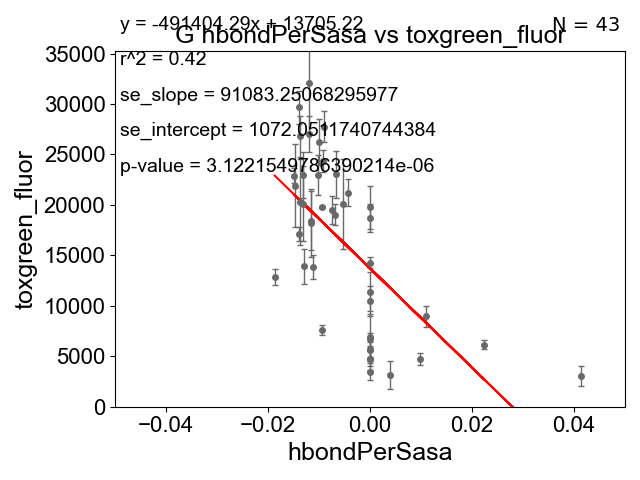 y = -491404.29x + 13705.22
N = 43
G hbondPerSasa vs toxgreen_fluor
r^2 = 0.42
se_slope = 91083.25068295977
se_intercept = 1072.0511740744384
p-value = 3.1221549786390214e-06
35000
30000
25000
20000
15000
10000
5000
0
toxgreen_fluor
−0.04 −0.02 0.00 0.02 0.04
hbondPerSasa